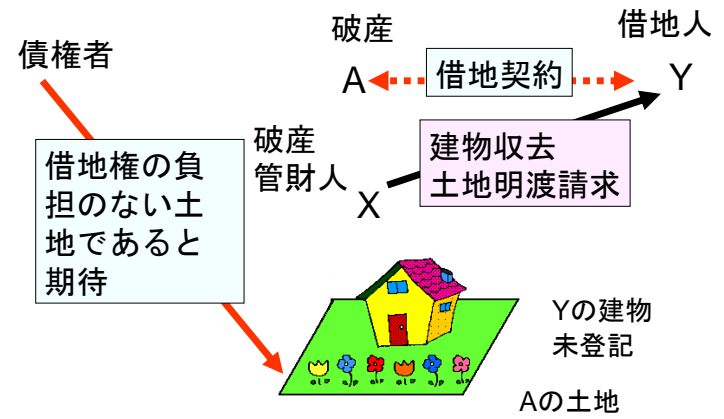 債権者
破産
A
借地契約
借地人
Y
破産
管財人
X
建物収去
土地明渡請求
借地権の負
担のない土
地であると
期待
Yの建物
未登記
Aの土地